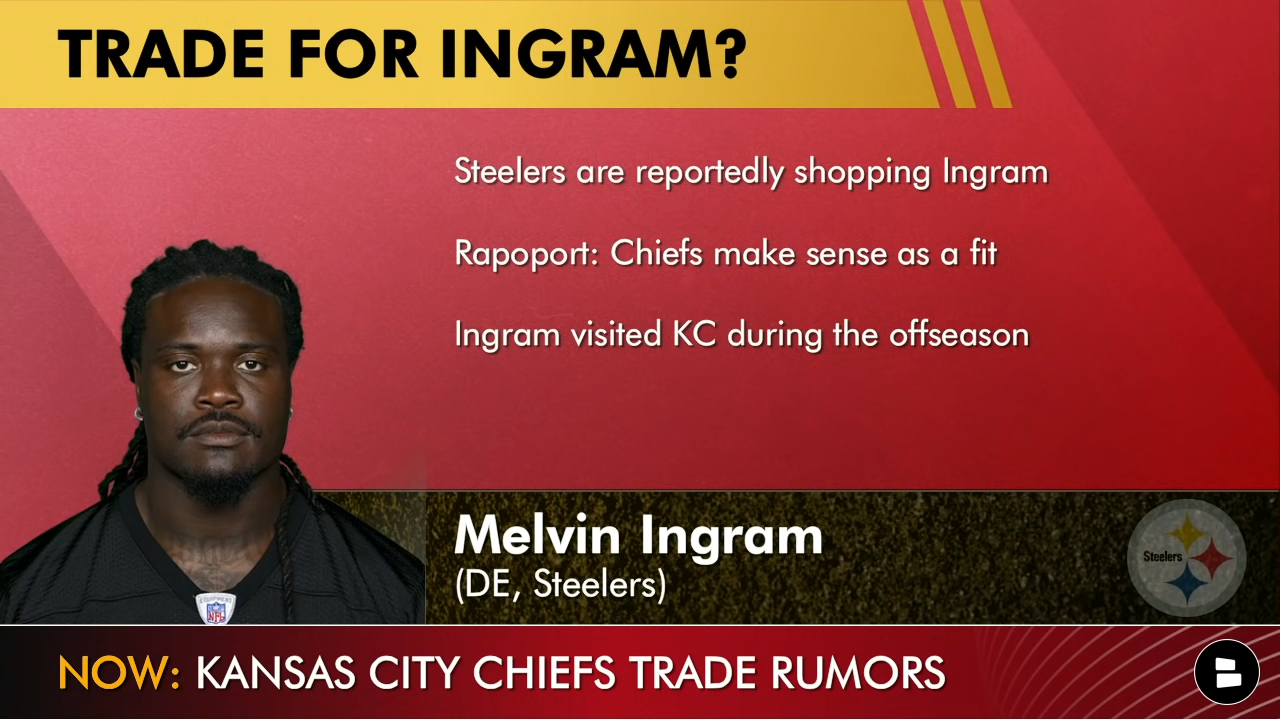 TRADE FOR INGRAM?
Steelers are reportedly shopping Ingram
Rapoport: Chiefs make sense as a fit
Ingram visited KC during the offseason
Melvin Ingram
(DE, Steelers)
Steelers
NFL
NOW: KANSAS CITY CHIEFS TRADE RUMORS